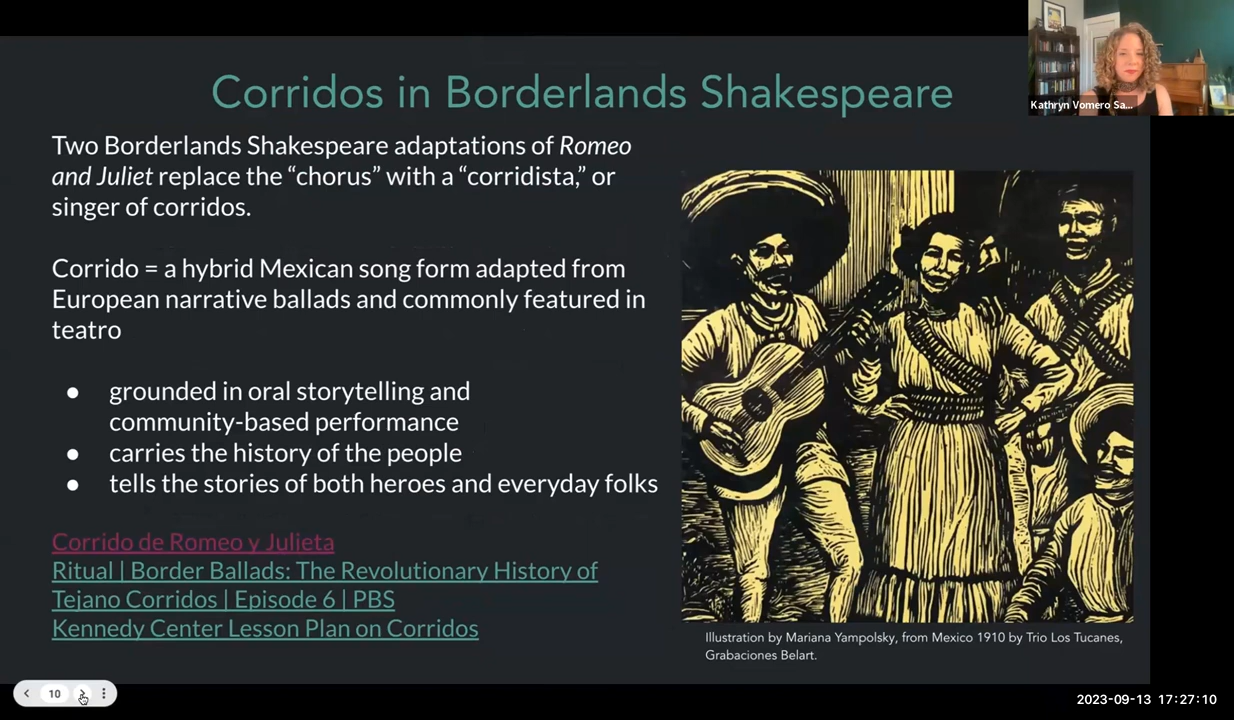 Corridos in Borderlands Shakespeare
Kathryn Vomero Sa...
Two Borderlands Shakespeare adaptations of Romeo
and Juliet replace the “chorus” with a “corridista,” or
singer of corridos.
Corrido = a hybrid Mexican song form adapted from
European narrative ballads and commonly featured in
teatro
● grounded in oral storytelling and
community-based performance
● carries the history of the people
● tells the stories of both heroes and everyday folks
Corrido de Romeo y Julieta
Ritual | Border Ballads: The Revolutionary History of
Tejano Corridos | Episode 6 | PBS
Kennedy Center Lesson Plan on Corridos
Illustration by Mariana Yampolsky, from Mexico 1910 by Trio Los Tucanes,
Grabaciones Belart.
10
2023-09-13 17:27:10